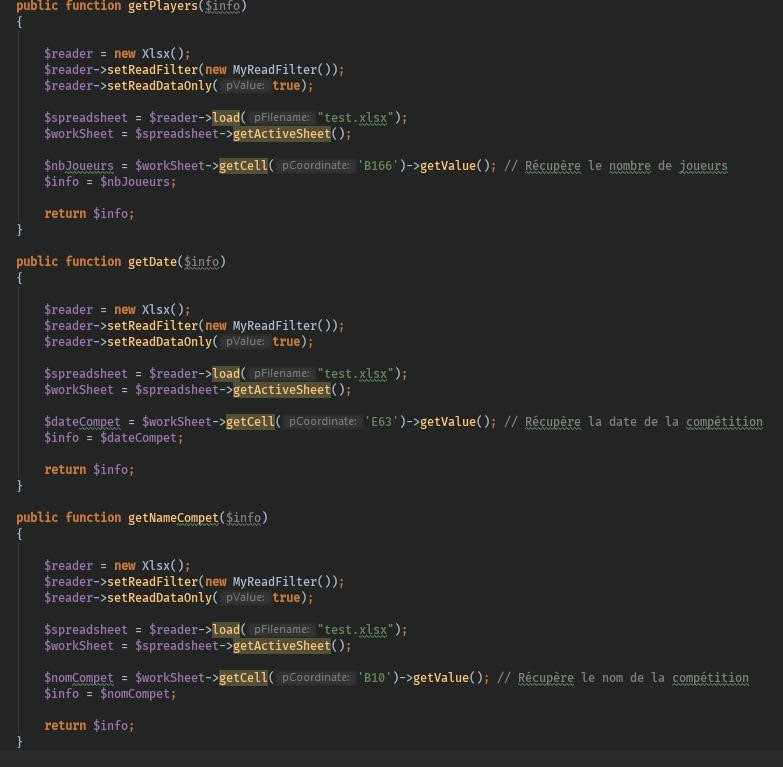 public function getPlayers($info)
{
$reader = new Xlsx();
$reader->setReadFilter(new MyReadFilter());
$reader->setReadDataOnly( pValue: true);
$spreadsheet = $reader->load( pFilename: "test.xlsx");
$workSheet = $spreadsheet->getActiveSheet();
$nbJoueurs = $workSheet->getCell( pCoordinate: 'B166')->getValue(); // Récupère le nombre de joueurs
$info = $nbJoueurs;
return $info;
}
public function getDate($info)
{
$reader = new Xlsx();
$reader->setReadFilter(new MyReadFilter());
$reader->setReadDataOnly( pValue: true);
$spreadsheet = $reader->load( pFilename: "test.xlsx");
$workSheet = $spreadsheet->getActiveSheet();
$dateCompet = $workSheet->getCell( pCoordinate: 'E63')->getValue(); // Récupère la date de la compétition
$info = $dateCompet;
return $info;
}
public function getNameCompet($info)
{
$reader = new Xlsx();
$reader->setReadFilter(new MyReadFilter());
$reader->setReadDataOnly( pValue: true);
$spreadsheet = $reader->load( pFilename: "test.xlsx");
$workSheet = $spreadsheet->getActiveSheet();
$nomCompet = $workSheet->getCell( pCoordinate: 'B10')->getValue(); // Récupère le nom de la compétition
$info = $nomCompet;
return $info;
}